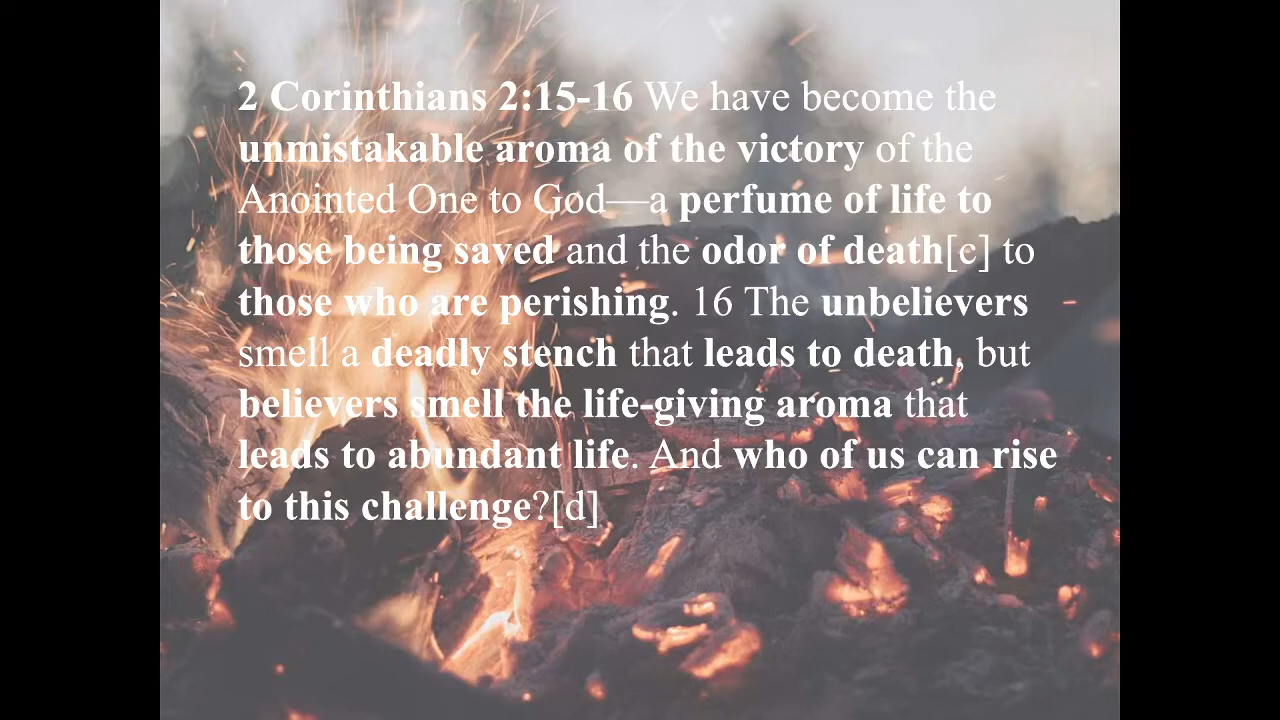 2 Corinthians 2:15-16 We have become the
unmistakable aroma of the victory of the
Anointed One to God—a perfume of life to
those being saved and the odor of death[c] to
those who are perishing. 16 The unbelievers
smell a deadly stench that leads to death, but
believers smell the life-giving aroma that
leads to abundant life. And who of us can rise
to this challenge?[d]